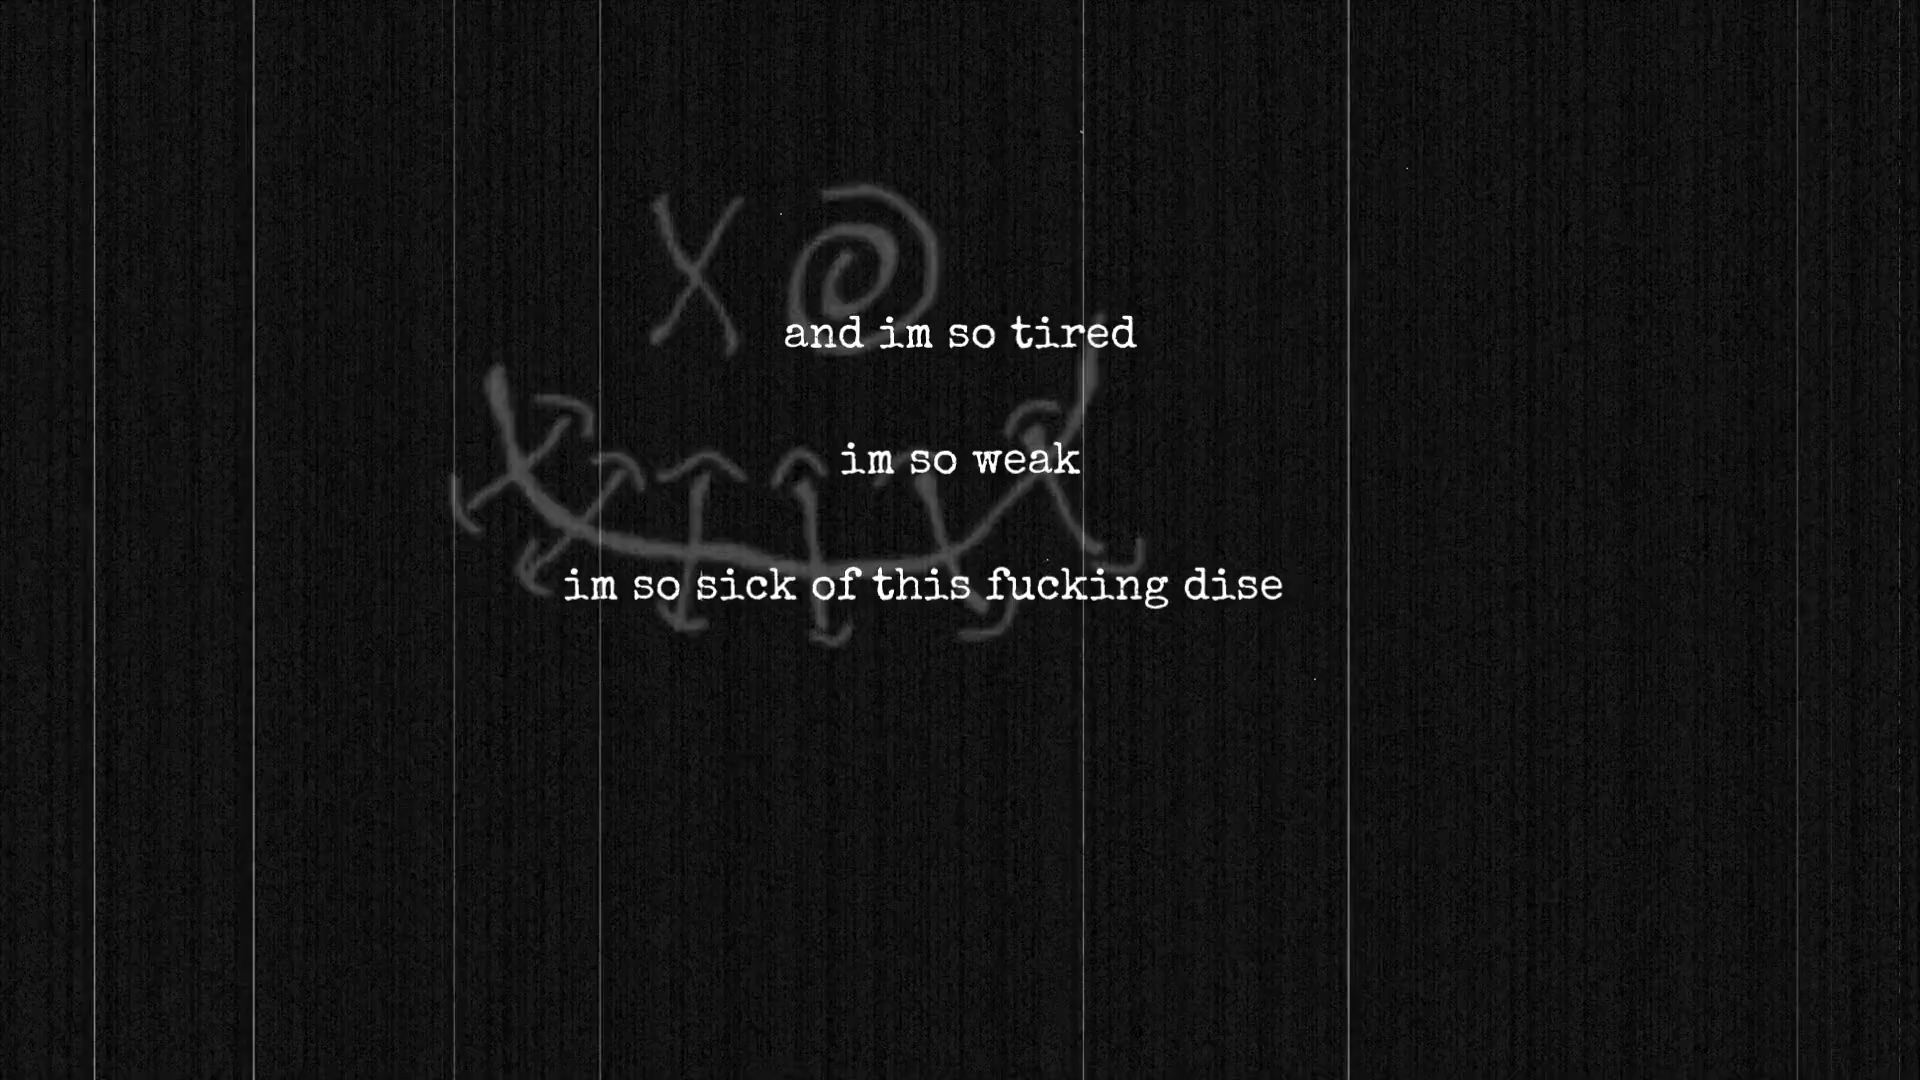 and im so tired
im so weak
im so sick of this fucking dise